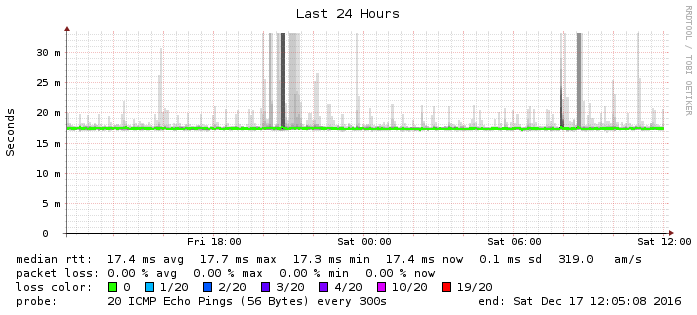 Last 24 Hours
RRDTOOL / TOBI OETIKER
Seconds
30 m
25 m
20 m
15 m
10 m
5 m
0
Fri 18:00 Sat 00:00 Sat 06:00 Sat 12:00
median rtt: 17.4 ms avg 17.7 ms max 17.3 ms min 17.4 ms now 0.1 ms sd 319.0 am/s
packet loss: 0.00 % avg 0.00 % max 0.00 % min 0.00 % now
loss color: 0 1/20 2/20 3/20 4/20 10/20 19/20
probe: 20 ICMP Echo Pings (56 Bytes) every 300s end: Sat Dec 17 12:05:08 2016